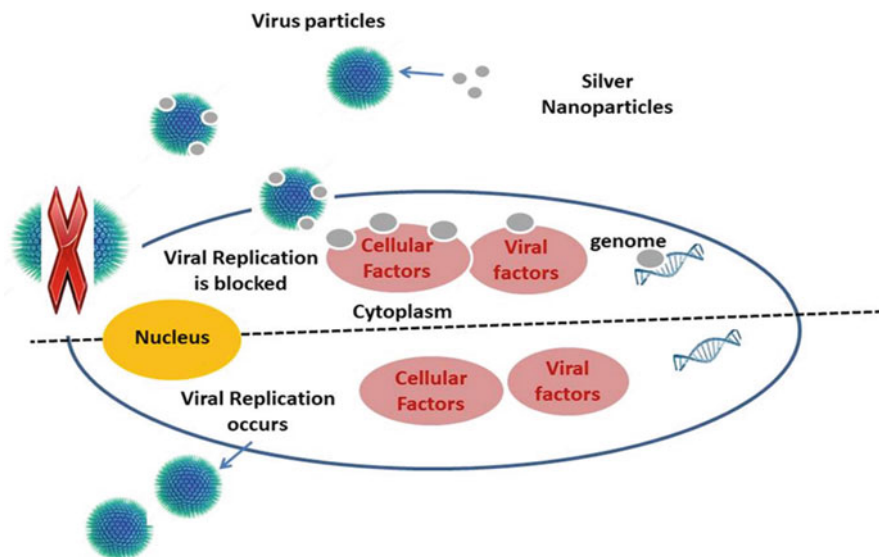 Virus particles
Silver
Nanoparticles
Viral Replication
is blocked
Cellular
Factors
Viral
factors
genome
Cytoplasm
Nucleus
Cellular
Factors
Viral
factors
Viral Replication
occurs